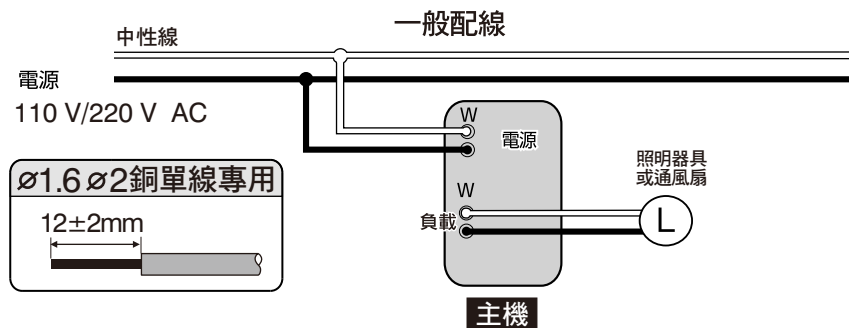 一般配線
中性線
電源
110 V/220 V AC
W
電源
照明器具
或通風扇
ø1.6 ø2銅單線專用
W
12±2mm
負載
L
主機